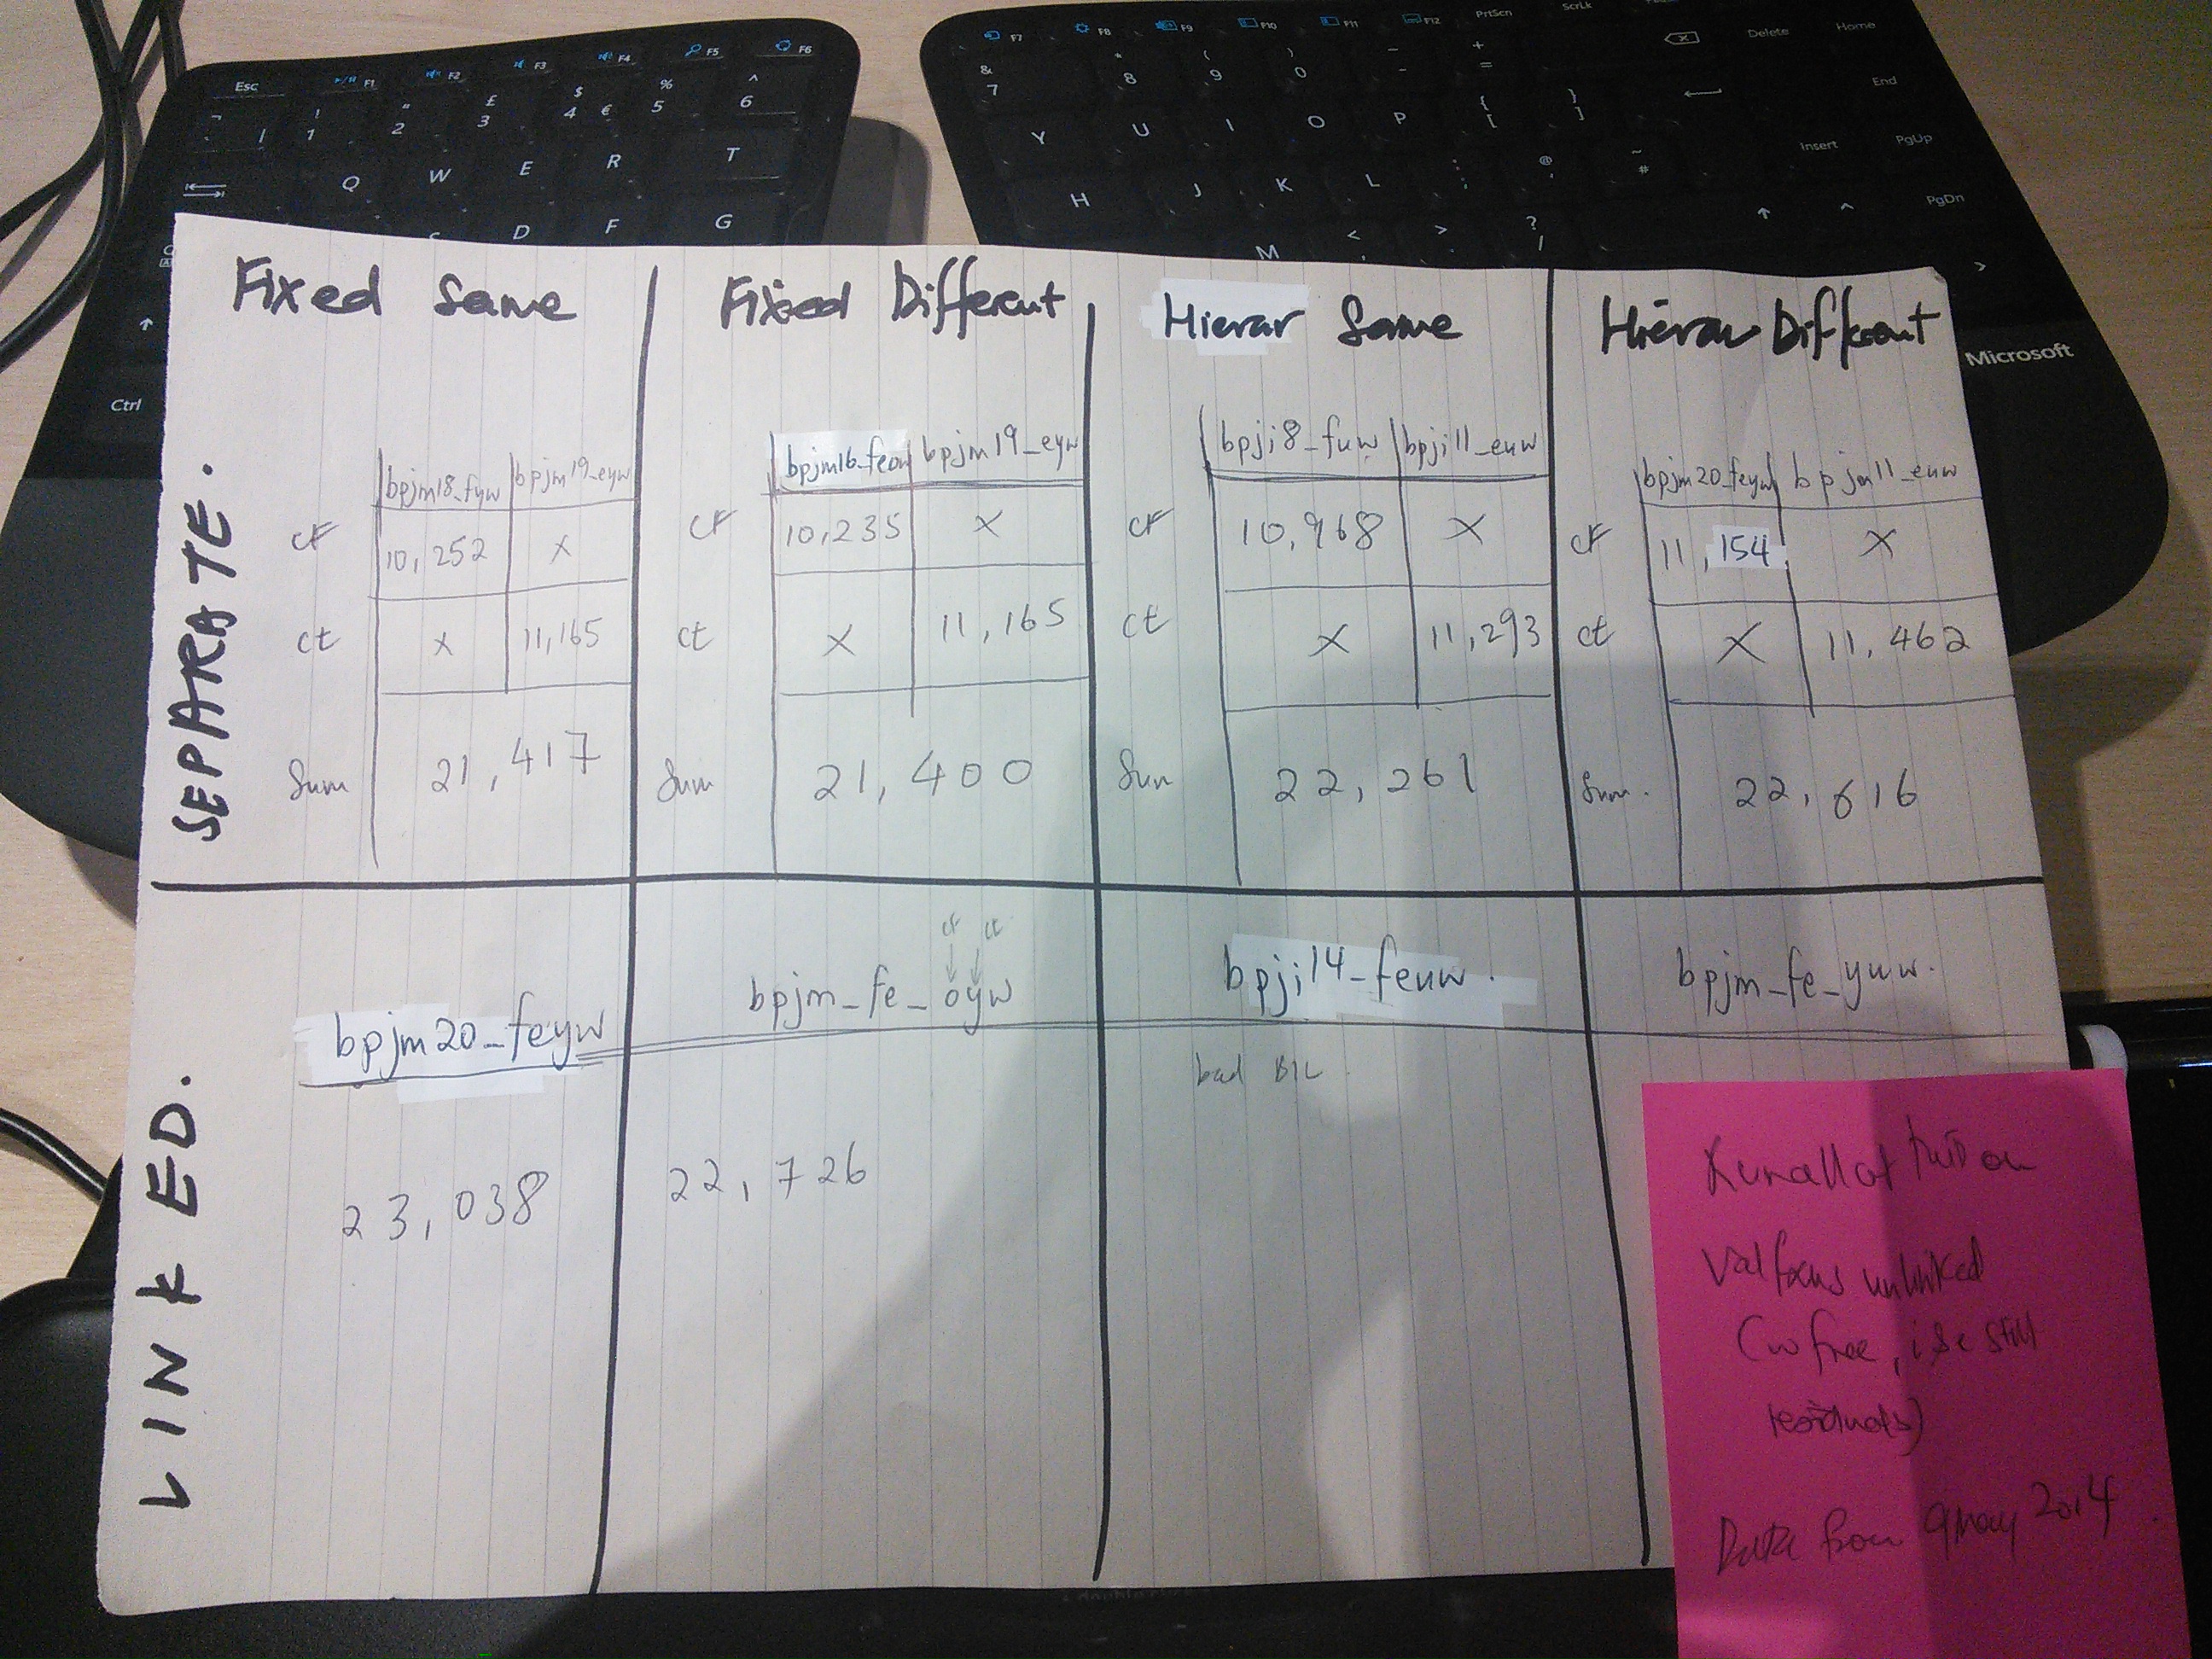 Esc F1 F2 F3 F4 F5 F6
F7 F8 F9 F10 F11 F12 PrtScn ScrLk
! 1 " 2 £ 3 $ 4 € % 5 ^ 6
& 7 * 8 ( 9 ) 0 _ - + = Delete Home
Q W E R T
Y U I O P { [ } ] End
S D F G
H J K L : ; @ ' ~ # Insert PgUp
M < , > . ? / PgDn
Ctrl
Microsoft
Fixed Same
Fixed Different
Hierar Same
Hierar Different
SEPARATE.
bpjm18_fyw bpjm19_eyw
cf 10,252 X
ct X 11,165
Sum 21,417
bpjm16_feow bpjm19_eyw
cf 10,235 X
ct X 11,165
Sum 21,400
bpji8_fuw bpji11_euw
cf 10,968 X
ct X 11,293
Sum 22,261
bpjm20_feyw bpjm11_euw
cf 11,154 X
ct X 11,462
Sum. 22,616
LINKED.
bpjm20_feyw
23,038
cf ct
bpjm_fe_oyw
22,726
bpji14_feuw.
bad
bpjm_fe_yuw.
on
unlinked
(w free, still
residuals)
Data from 9 May 2014